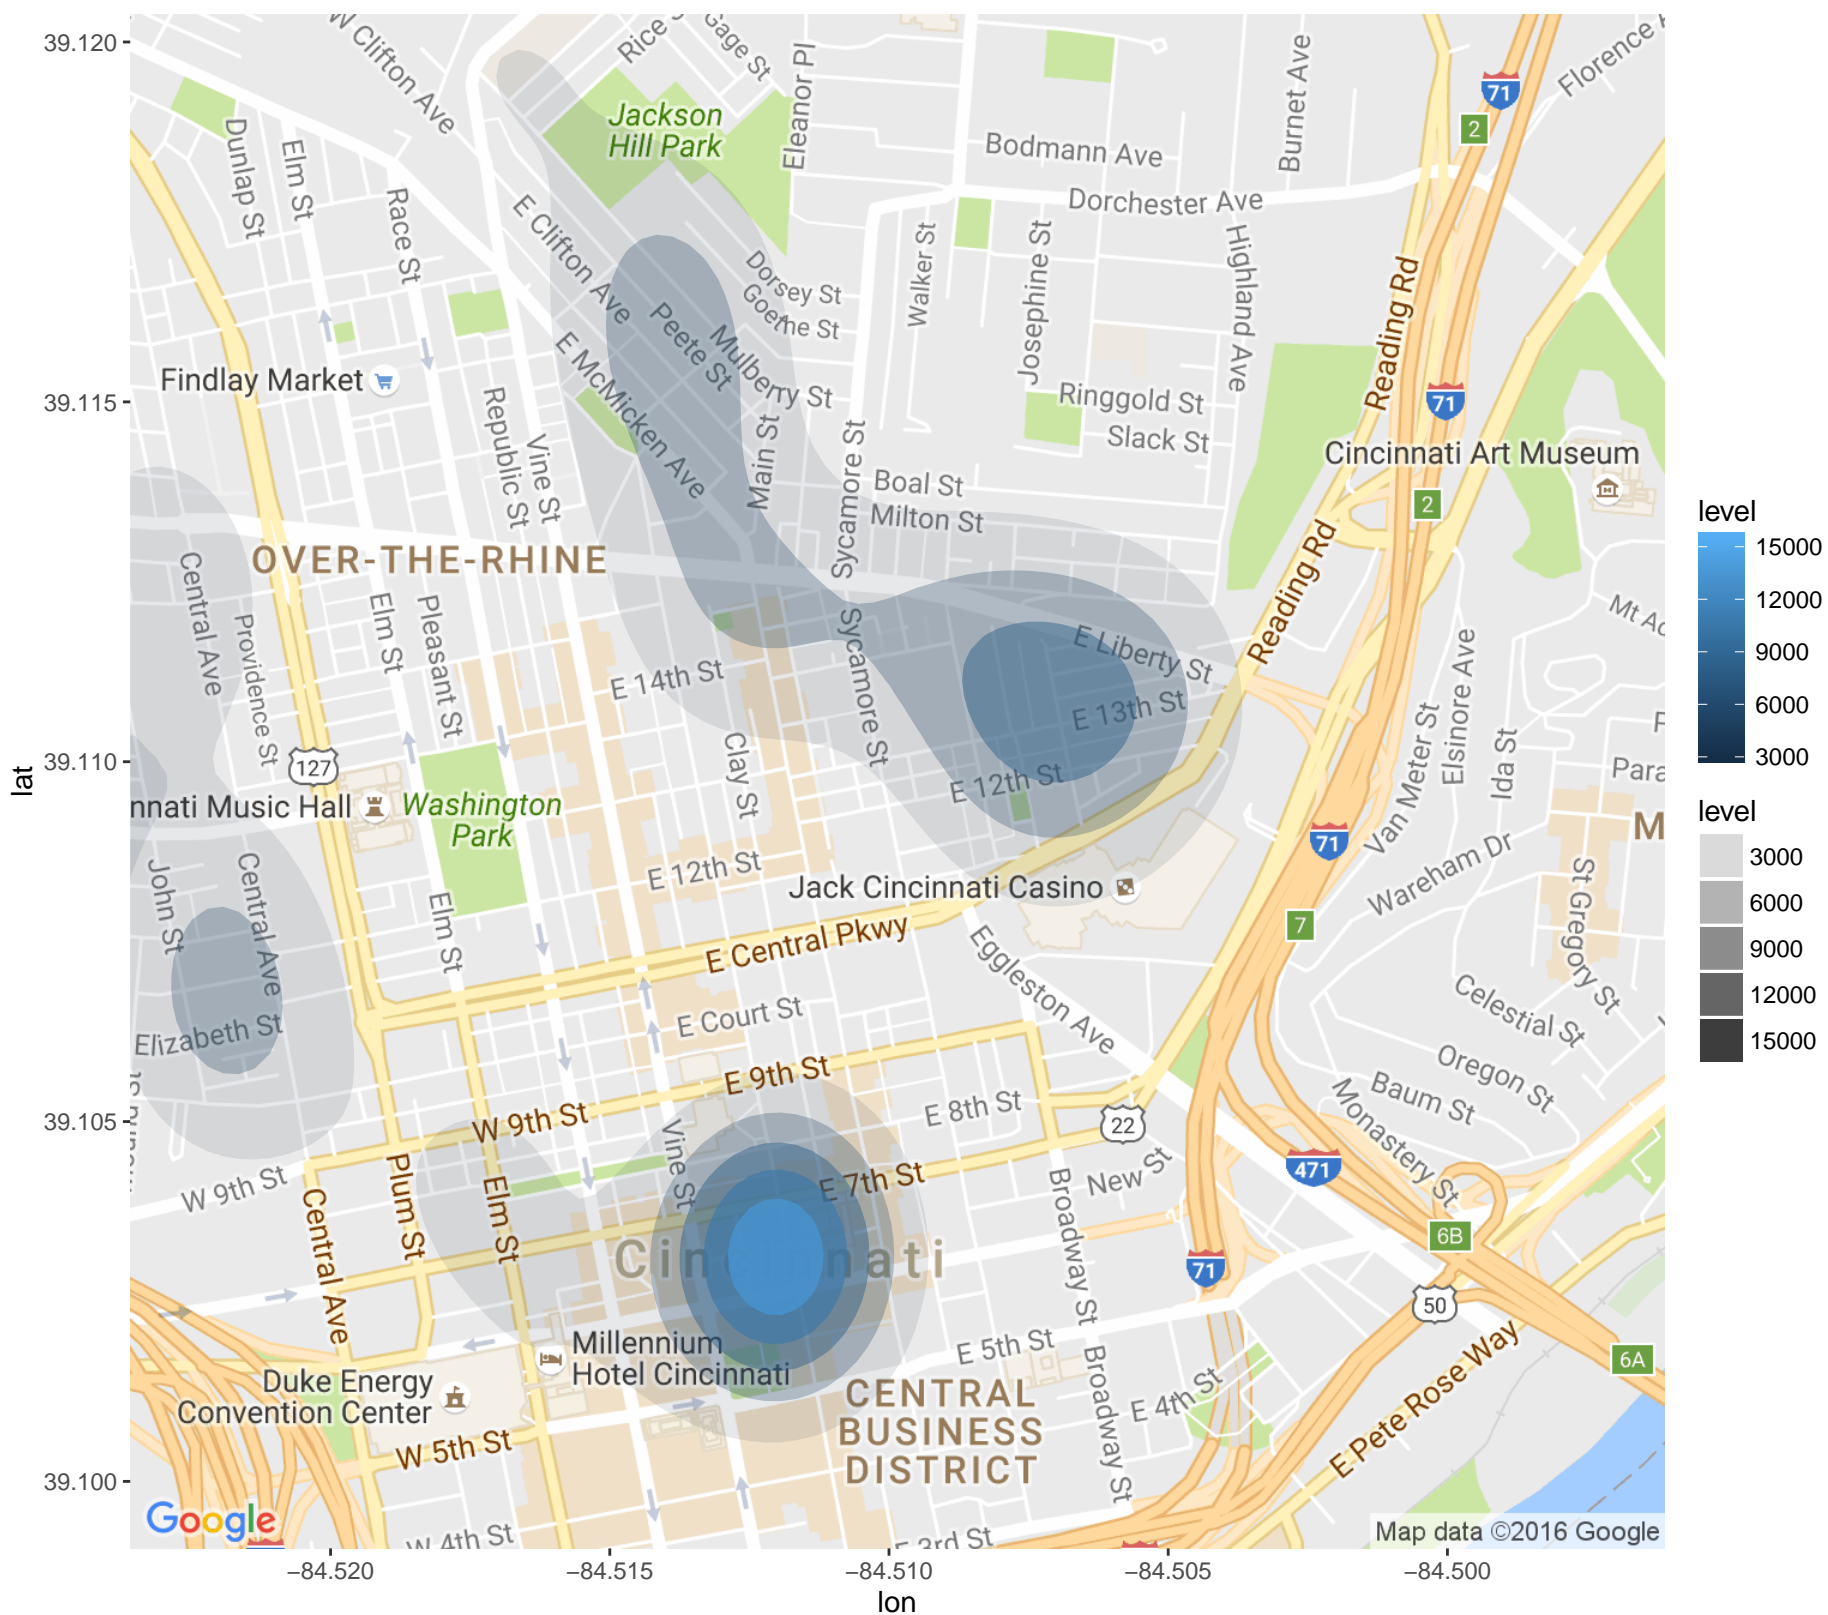 39.120
39.115
39.110
39.105
39.100
lat
W Clifton Ave
Rice
Gage St
Eleanor Pl
Burnet Ave
Florence
71
2
Jackson
Hill Park
Bodmann Ave
Dorchester Ave
Dunlap St
Elm St
Race St
E Clifton Ave
Dorsey St
Goethe St
Walker St
Josephine St
Highland Ave
Reading Rd
Peete St
Mulberry St
E McMicken Ave
Findlay Market
Ringgold St
Slack St
71
Cincinnati Art Museum
Republic St
Vine St
Main St
Sycamore St
Boal St
Milton St
2
OVER-THE-RHINE
Reading Rd
Central Ave
Providence St
Elm St
Pleasant St
Sycamore St
E Liberty St
E 14th St
E 13th St
Mt
Elsinore Ave
Van Meter St
Ida St
Para
127
nnati Music Hall
Washington
Park
Clay St
E 12th St
M
71
Wareham Dr
John St
Central Ave
Elm St
E 12th St
Jack Cincinnati Casino
7
St Gregory St
E Central Pkwy
Eggleston Ave
Celestial St
E Court St
Elizabeth St
Oregon St
Baum St
Monastery St
E 9th St
W 9th St
E 8th St
22
Vine St
New St
471
W 9th St
Plum St
Elm St
E 7th St
Broadway St
6B
Central Ave
Cincinnati
71
50
Millennium
Hotel Cincinnati
E 5th St
6A
Duke Energy
Convention Center
CENTRAL
BUSINESS
DISTRICT
E 4th St
Broadway St
E Pete Rose Way
W 5th St
Google
W 4th St
E 3rd St
Map data ©2016 Google
−84.520
−84.515
−84.510
−84.505
−84.500
lon
level
15000
12000
9000
6000
3000
level
3000
6000
9000
12000
15000